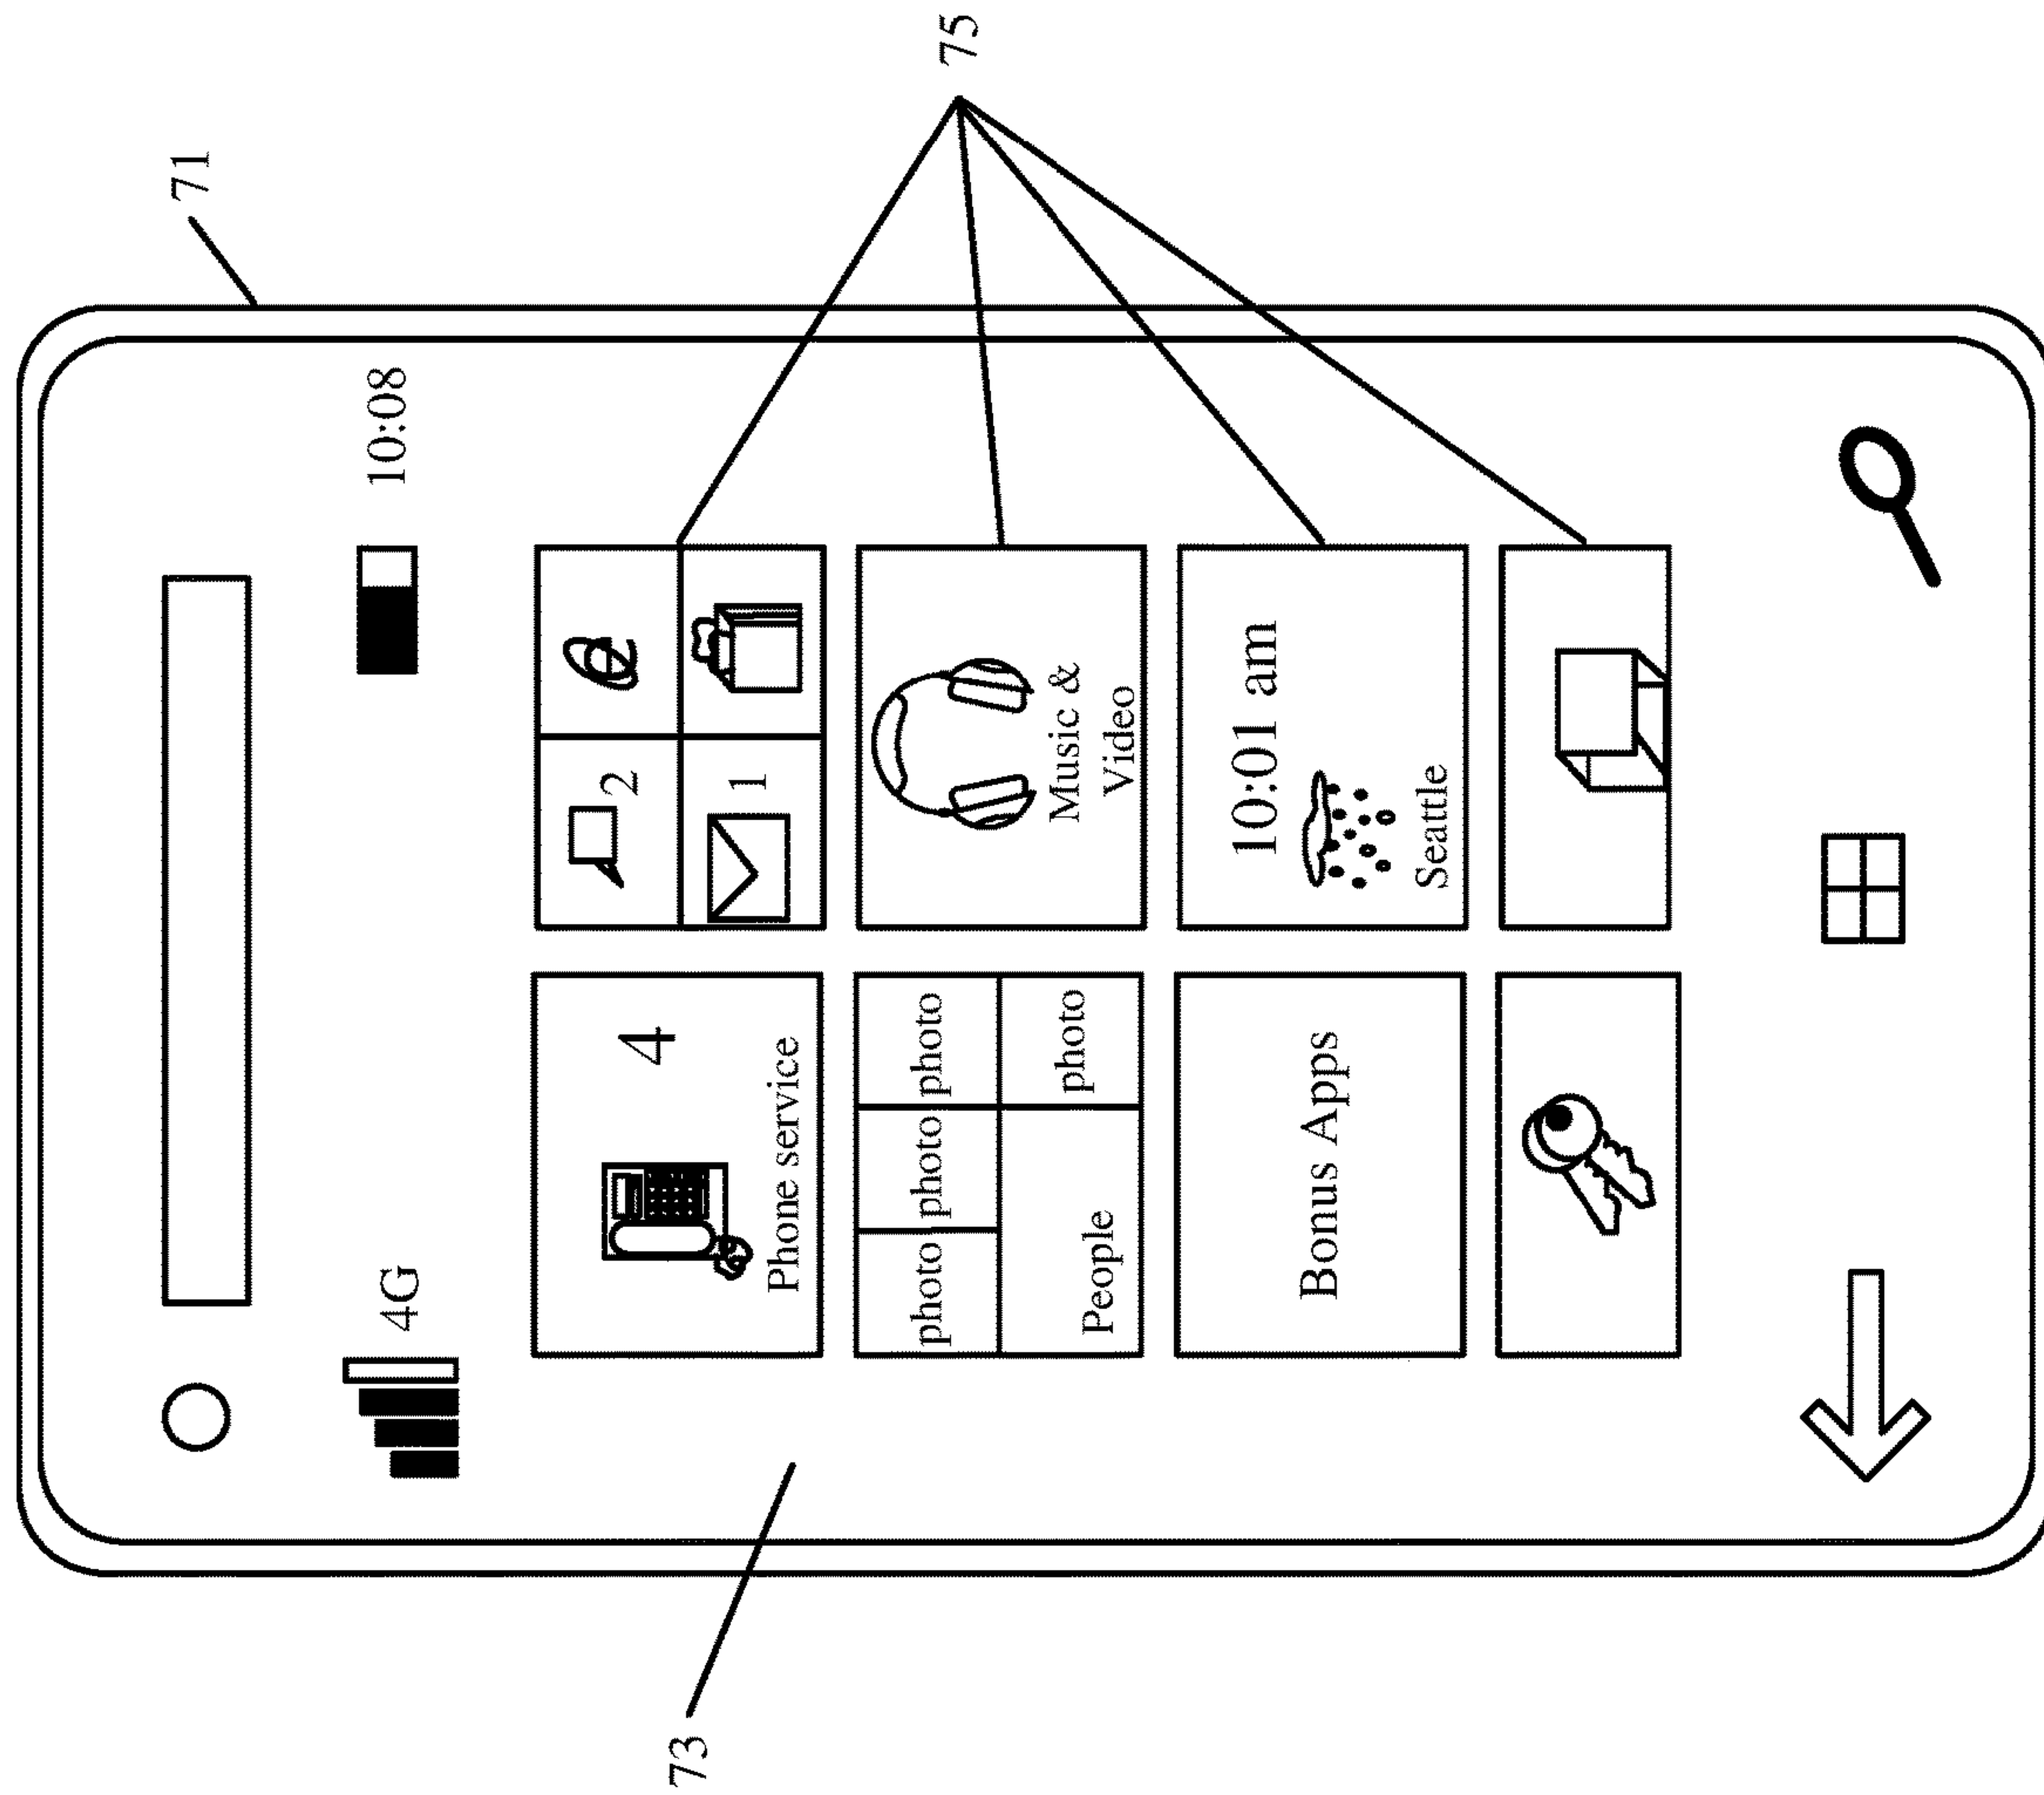 71
4G
10:08
4
Phone service
2
1
photo photo photo
photo
People
Music &
Video
Bonus Apps
10:01 am
Seattle
75
73